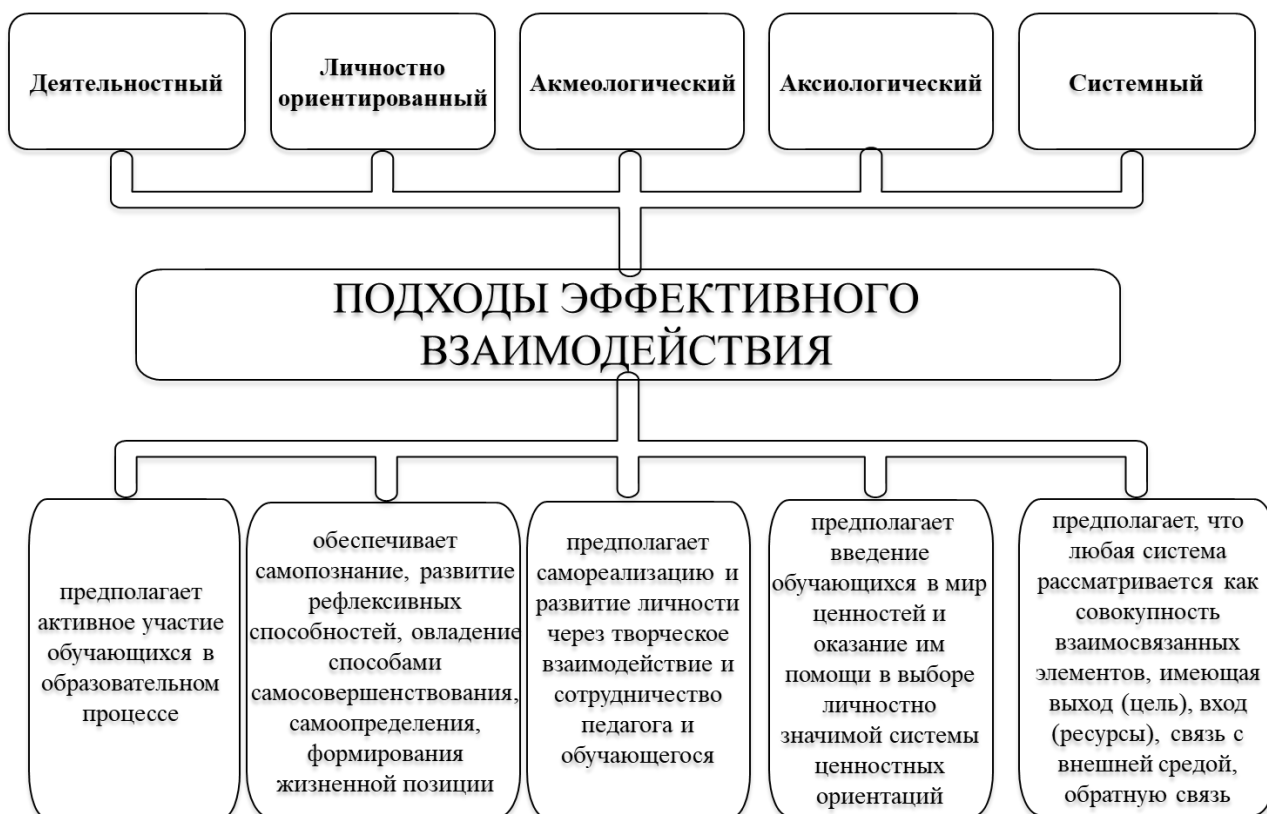 Деятельностный
Личностно
ориентированный
Акмеологический
Аксиологический
Системный
ПОДХОДЫ ЭФФЕКТИВНОГО
ВЗАИМОДЕЙСТВИЯ
предполагает
активное участие
обучающихся в
образовательном
процессе
обеспечивает
самопознание, развитие
рефлексивных
способностей, овладение
способами
самосовершенствования,
самоопределения,
формирования
жизненной позиции
предполагает
самореализацию и
развитие личности
через творческое
взаимодействие и
сотрудничество
педагога и
обучающегося
предполагает
введение
обучающихся в мир
ценностей и
оказание им
помощи в выборе
личностно
значимой системы
ценностных
ориентаций
предполагает, что
любая система
рассматривается как
совокупность
взаимосвязанных
элементов, имеющая
выход (цель), вход
(ресурсы), связь с
внешней средой,
обратную связь